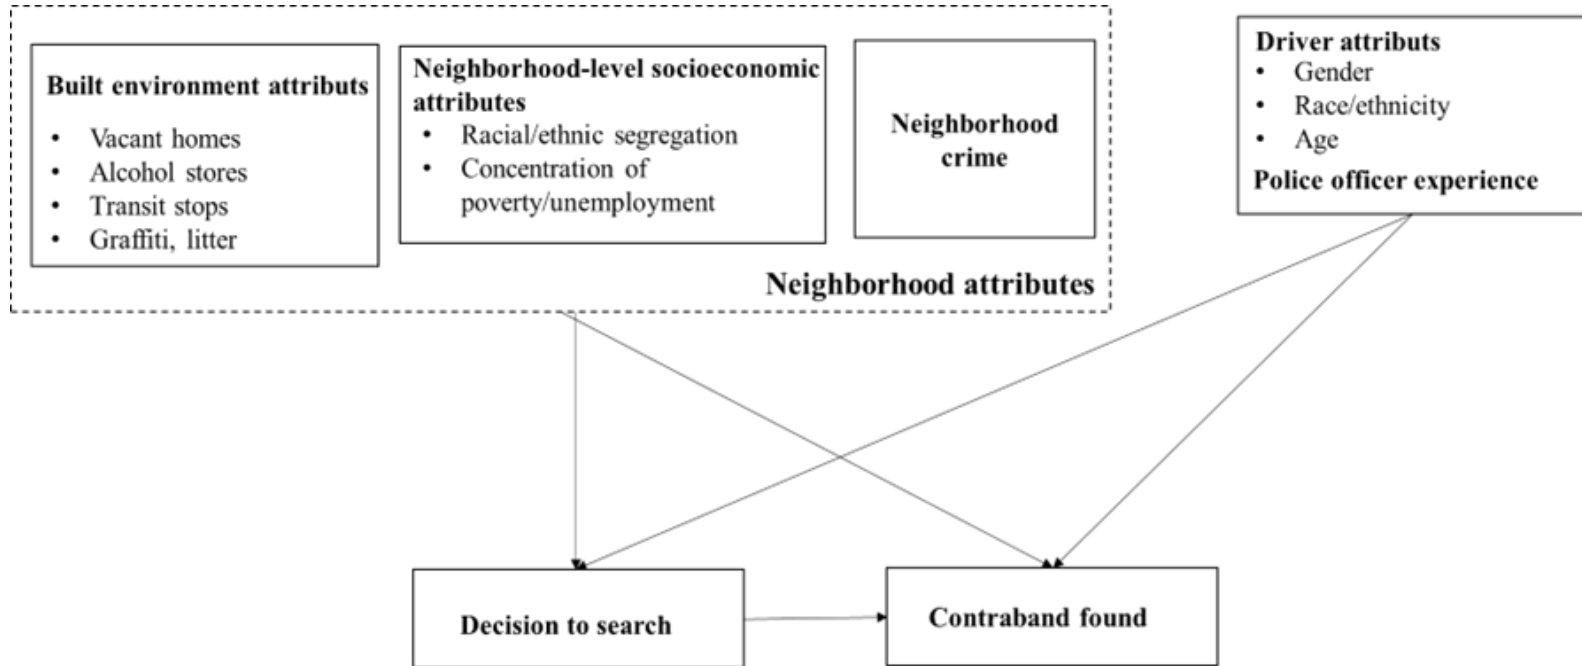 Built environment attributs
• Vacant homes
• Alcohol stores
• Transit stops
• Graffiti, litter
Neighborhood-level socioeconomic
attributes
• Racial/ethnic segregation
• Concentration of
poverty/unemployment
Neighborhood
crime
Neighborhood attributes
Driver attributs
• Gender
• Race/ethnicity
• Age
Police officer experience
Decision to search
Contraband found